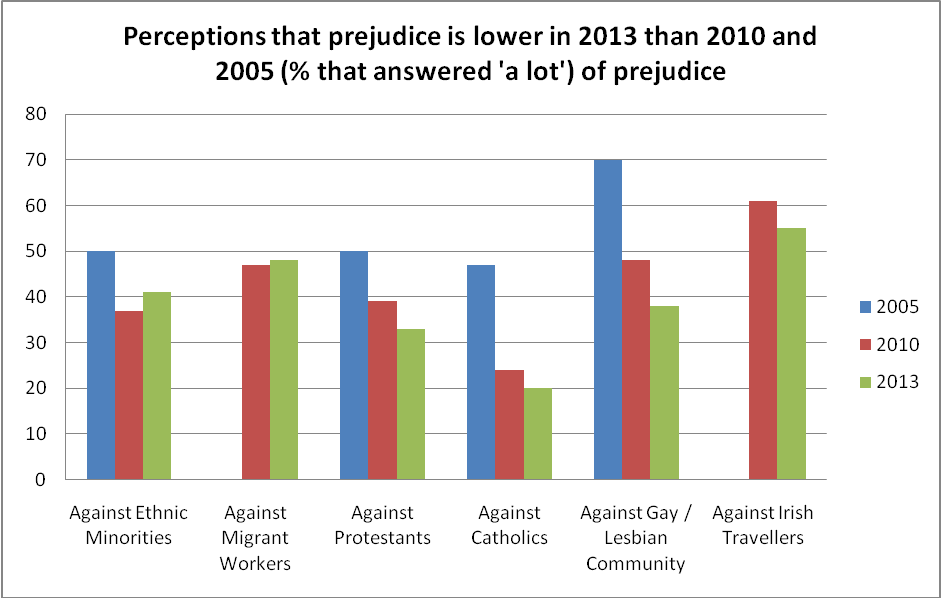 Perceptions that prejudice is lower in 2013 than 2010 and
2005 (% that answered 'a lot') of prejudice
80
70
60
50
40
30
20
10
0
Against Ethnic
Minorities
Against
Migrant
Workers
Against
Protestants
Against
Catholics
Against Gay /
Lesbian
Community
Against Irish
Travellers
2005
2010
2013